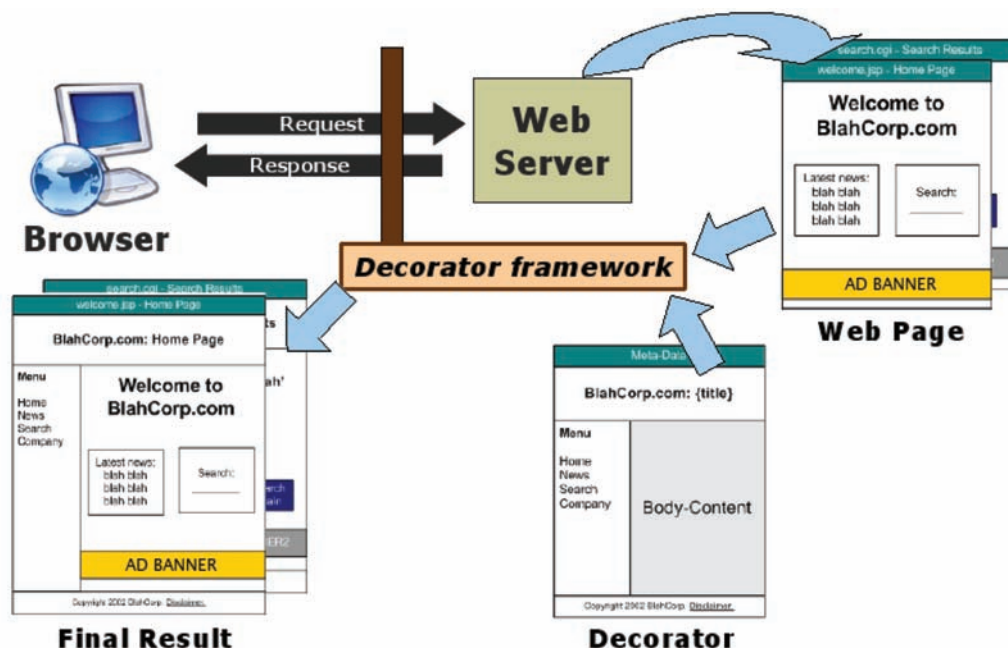 search.cgi - Search Results
welcome.jsp - Home Page
Welcome to
BlahCorp.com
Latest news:
blah blah
blah blah
blah blah
Search:
AD BANNER
Web Page
Request
Response
Web
Server
Browser
Decorator framework
search.cgi - Search Results
welcome.jsp - Home Page
BlahCorp.com: Home Page
Menu
Home
News
Search
Company
Welcome to
BlahCorp.com
Latest news:
blah blah
blah blah
blah blah
Search:
AD BANNER
Copyright 2002 BlahCorp. Disclaimer.
Final Result
Meta-Data
BlahCorp.com: {title}
Menu
Home
News
Search
Company
Body-Content
Copyright 2002 BlahCorp. Disclaimer.
Decorator